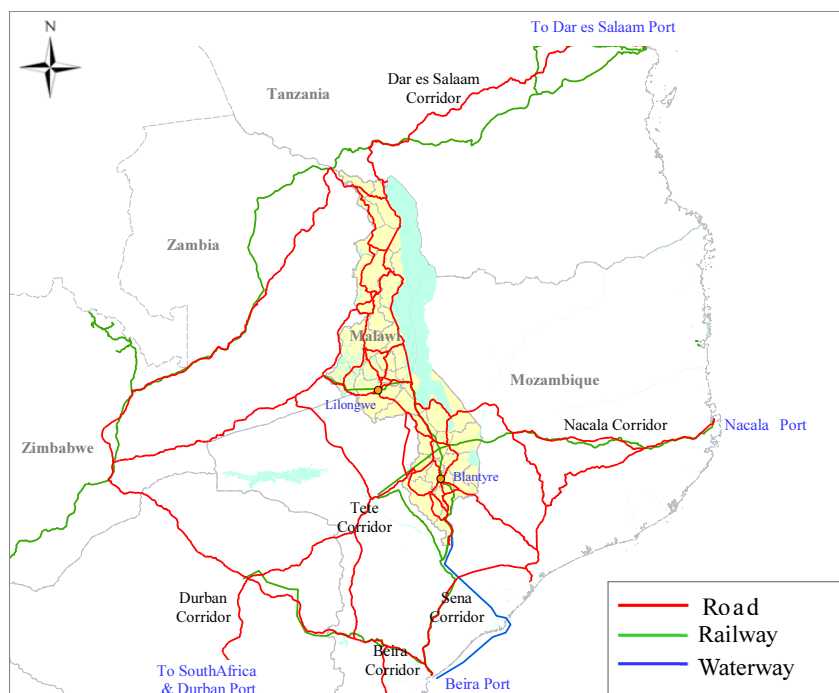 N
To Dar es Salaam Port
Dar es Salaam
Corridor
Tanzania
Zambia
Malawi
Mozambique
Lilongwe
Nacala Corridor
Nacala Port
Zimbabwe
Blantyre
Tete
Corridor
Durban
Corridor
Sena
Corridor
Beira
Corridor
To SouthAfrica
& Durban Port
Beira Port
Road
Railway
Waterway